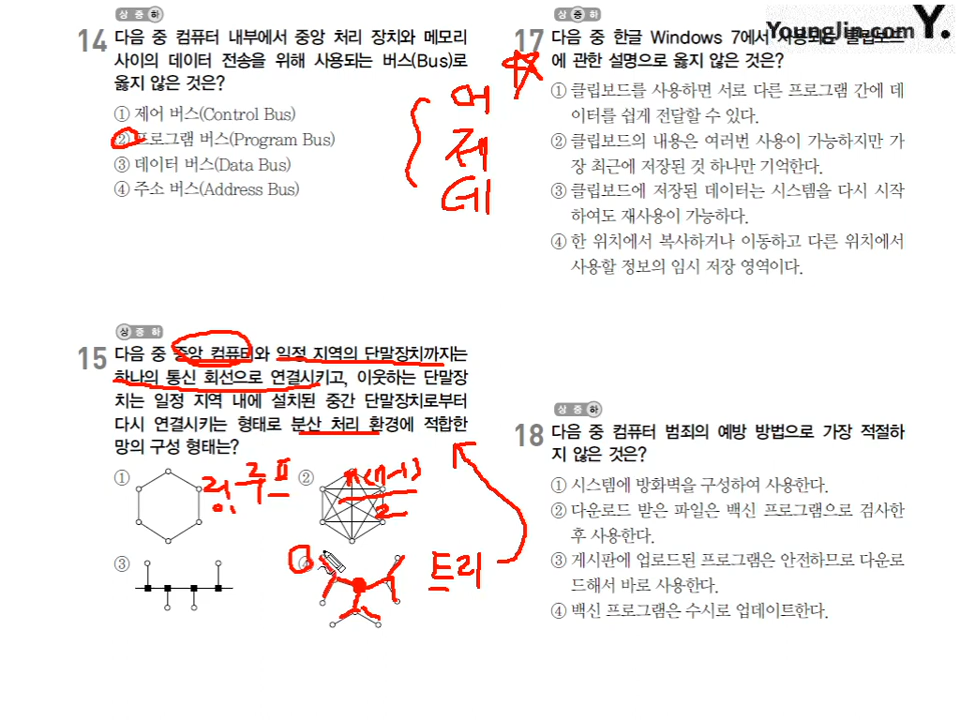 YoungJin.com Y.
상 중 하
14 다음 중 컴퓨터 내부에서 중앙 처리 장치와 메모리
사이의 데이터 전송을 위해 사용되는 버스(Bus)로
옳지 않은 것은?
① 제어 버스(Control Bus)
② 프로그램 버스(Program Bus)
③ 데이터 버스(Data Bus)
④ 주소 버스(Address Bus)
제
데
상 중 하
15 다음 중 중앙 컴퓨터와 일정 지역의 단말장치까지는
하나의 통신 회선으로 연결시키고, 이웃하는 단말장
치는 일정 지역 내에 설치된 중간 단말장치로부터
다시 연결시키는 형태로 분산 처리 환경에 적합한
망의 구성 형태는?
① 링 루프
② n(n-1)
2
③
④ 트리
상 중 하
17 다음 중 한글 Windows 7에서 사용되는 클립보드
에 관한 설명으로 옳지 않은 것은?
① 클립보드를 사용하면 서로 다른 프로그램 간에 데
이터를 쉽게 전달할 수 있다.
② 클립보드의 내용은 여러번 사용이 가능하지만 가
장 최근에 저장된 것 하나만 기억한다.
③ 클립보드에 저장된 데이터는 시스템을 다시 시작
하여도 재사용이 가능하다.
④ 한 위치에서 복사하거나 이동하고 다른 위치에서
사용할 정보의 임시 저장 영역이다.
상 중 하
18 다음 중 컴퓨터 범죄의 예방 방법으로 가장 적절하
지 않은 것은?
① 시스템에 방화벽을 구성하여 사용한다.
② 다운로드 받은 파일은 백신 프로그램으로 검사한
후 사용한다.
③ 게시판에 업로드된 프로그램은 안전하므로 다운로
드해서 바로 사용한다.
④ 백신 프로그램은 수시로 업데이트한다.